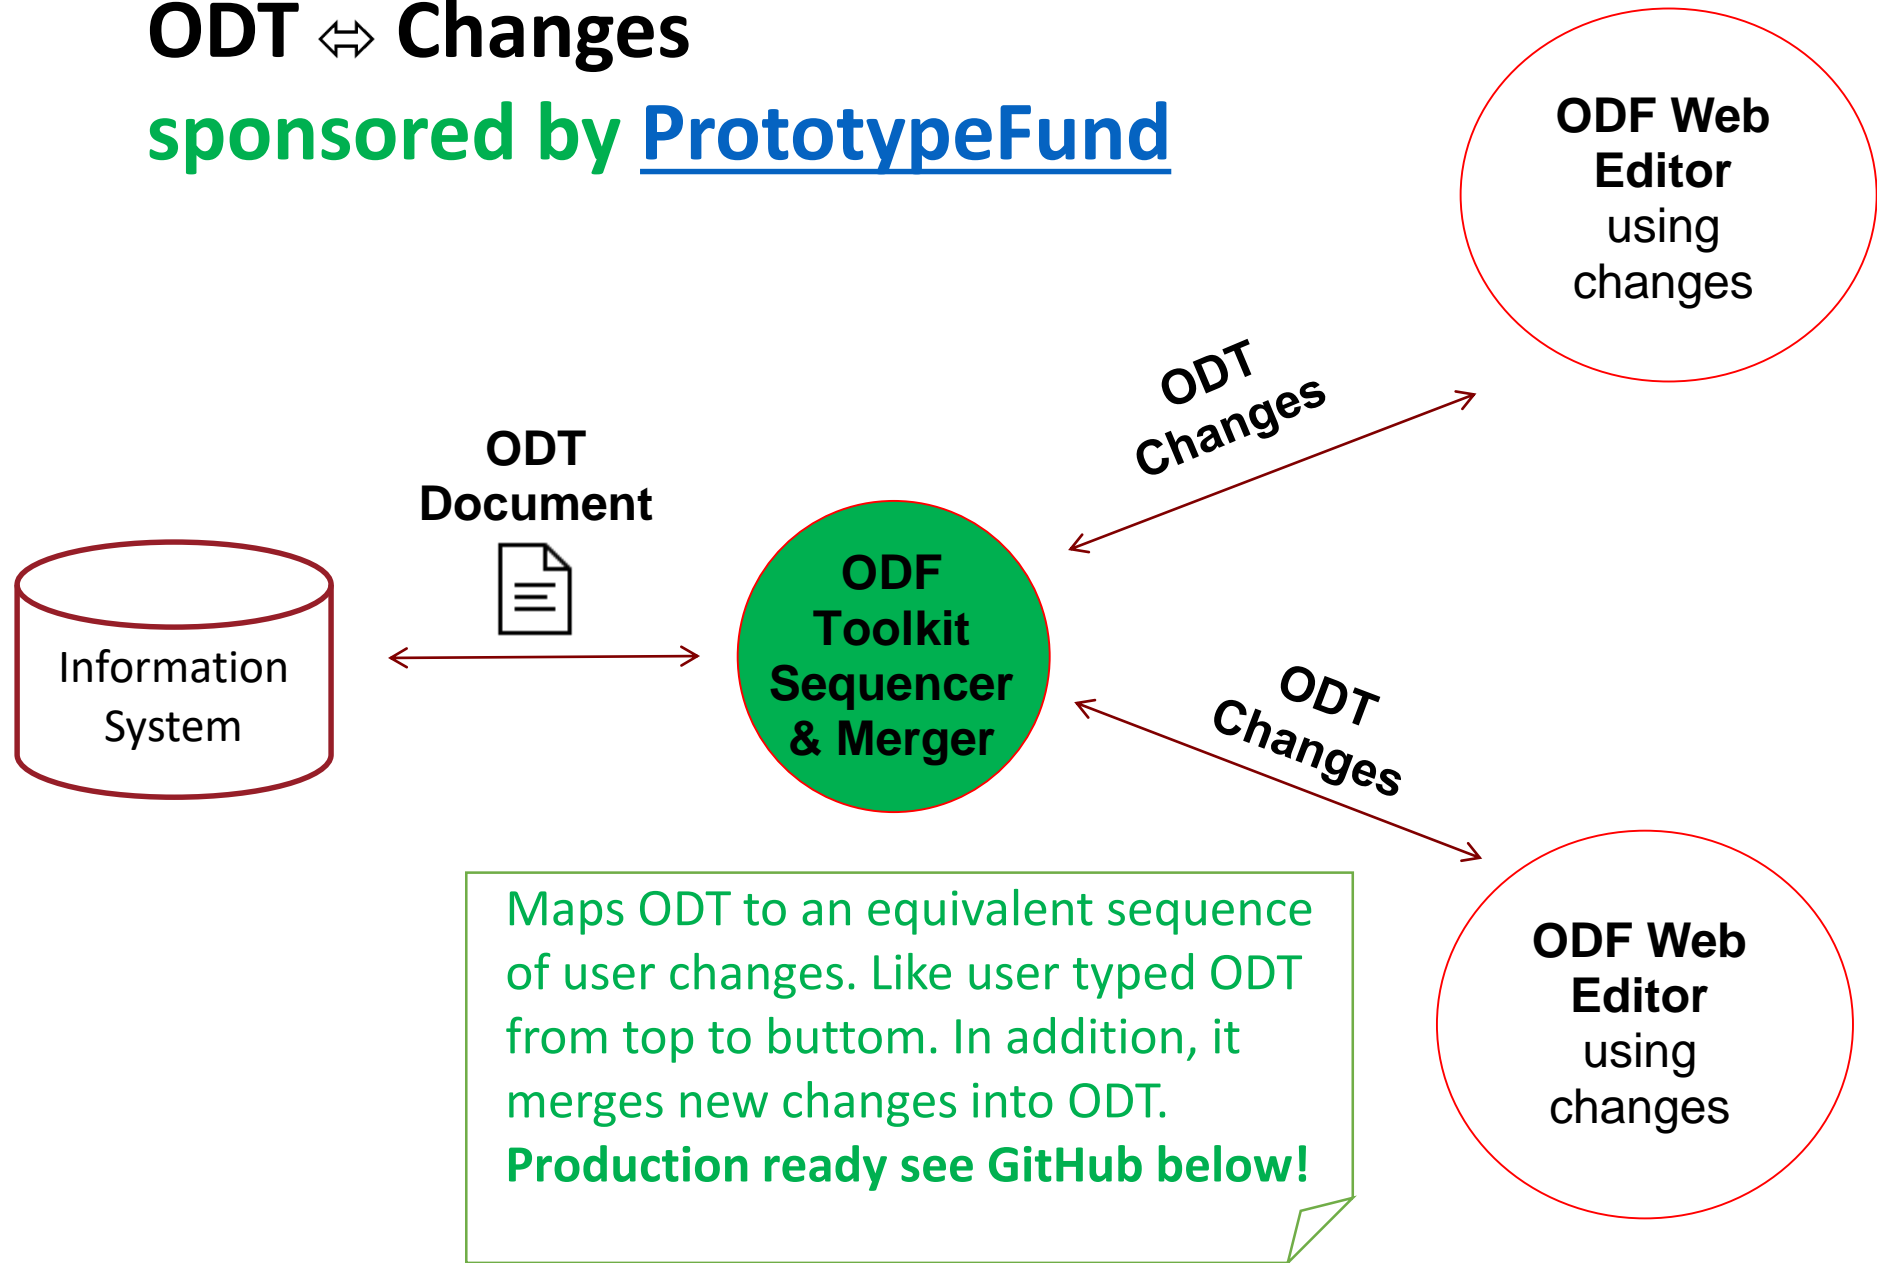 ODT ⇔ Changes
sponsored by PrototypeFund
ODF Web
Editor
using
changes
ODT
Changes
ODT
Document
Information
System
ODF
Toolkit
Sequencer
& Merger
ODT
Changes
Maps ODT to an equivalent sequence
of user changes. Like user typed ODT
from top to buttom. In addition, it
merges new changes into ODT.
Production ready see GitHub below!
ODF Web
Editor
using
changes